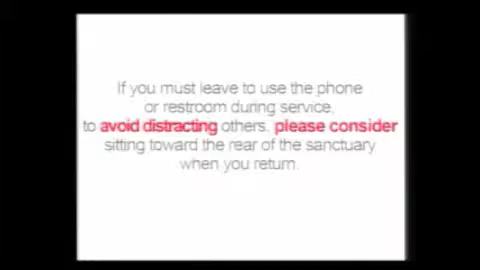 If you must leave to use the phone
or restroom during service,
to avoid distracting others, please consider
sitting toward the rear of the sanctuary
when you return.